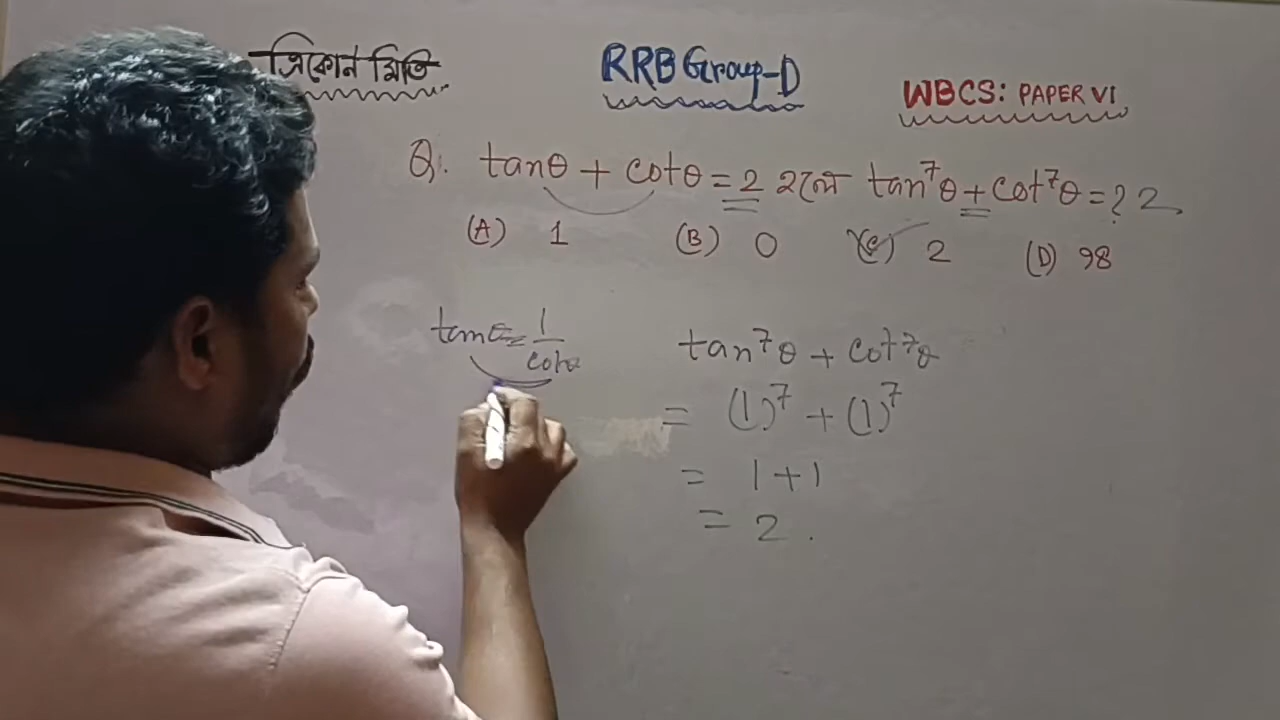 ত্রিকোন মিতি
RRB Group-D
WBCS: PAPER VI
Q. tanθ + cotθ = 2 হলে tan⁷θ + cot⁷θ = ? 2
(A) 1 (B) 0 (C) 2 (D) 98
tanθ = 1/cotθ
tan⁷θ + cot⁷θ
= (1)⁷ + (1)⁷
= 1 + 1
= 2.